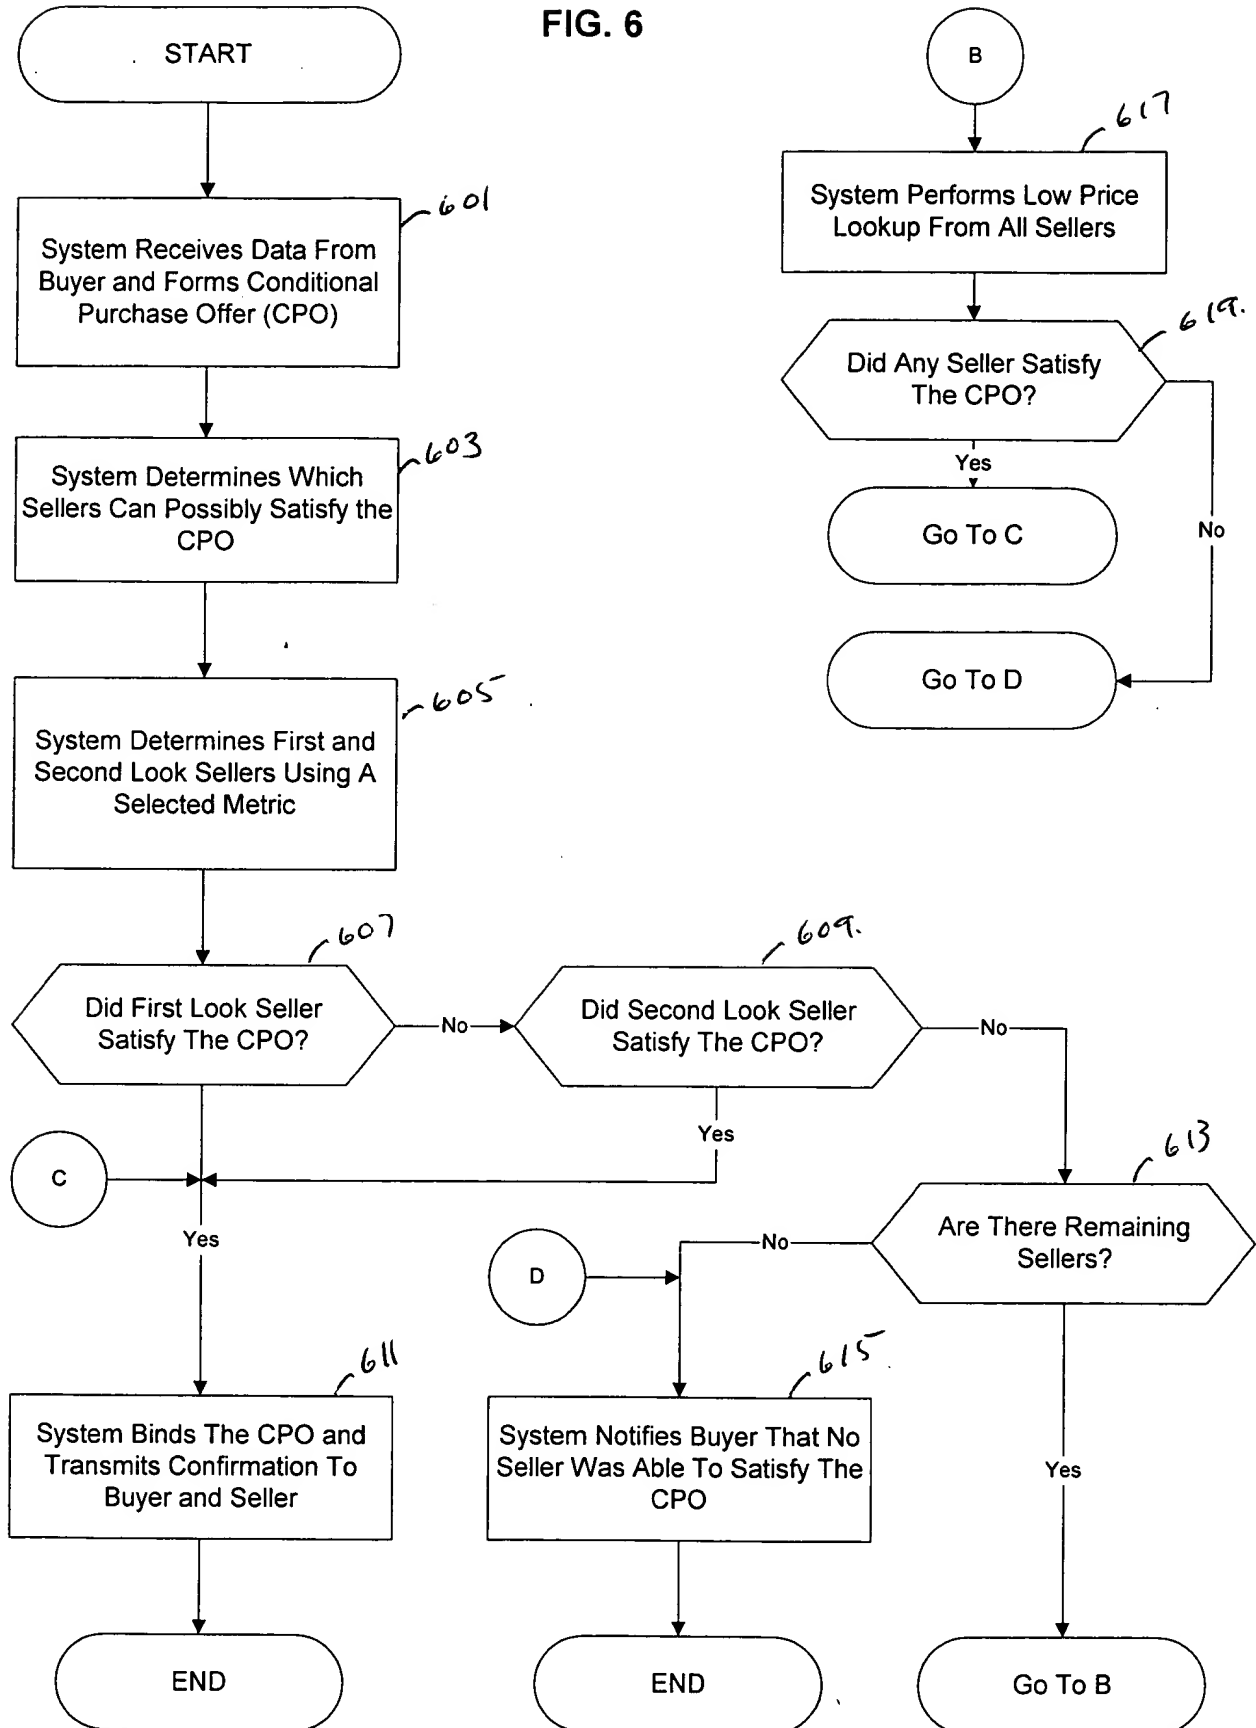 FIG. 6
START
601
System Receives Data From
Buyer and Forms Conditional
Purchase Offer (CPO)
603
System Determines Which
Sellers Can Possibly Satisfy the
CPO
605
System Determines First and
Second Look Sellers Using A
Selected Metric
607
Did First Look Seller
Satisfy The CPO?
No
609.
Did Second Look Seller
Satisfy The CPO?
No
Yes
C
Yes
613
Are There Remaining
Sellers?
No
D
Yes
611
System Binds The CPO and
Transmits Confirmation To
Buyer and Seller
END
615
System Notifies Buyer That No
Seller Was Able To Satisfy The
CPO
END
Go To B
B
617
System Performs Low Price
Lookup From All Sellers
619.
Did Any Seller Satisfy
The CPO?
Yes
No
Go To C
Go To D